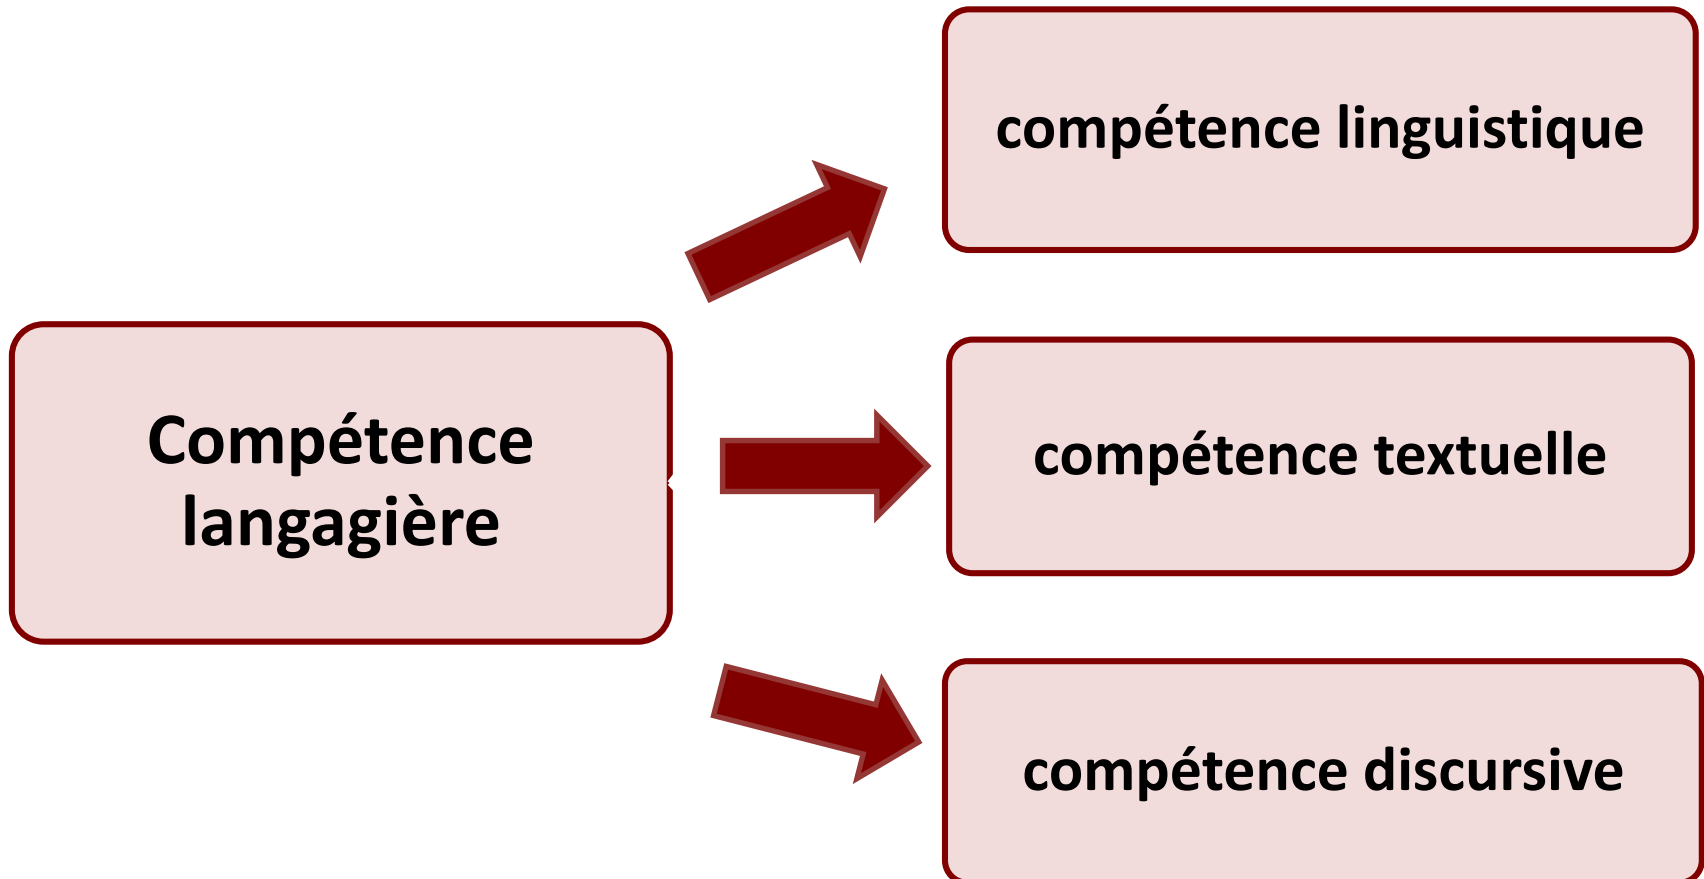 compétence linguistique
Compétence
langagière
compétence textuelle
compétence discursive